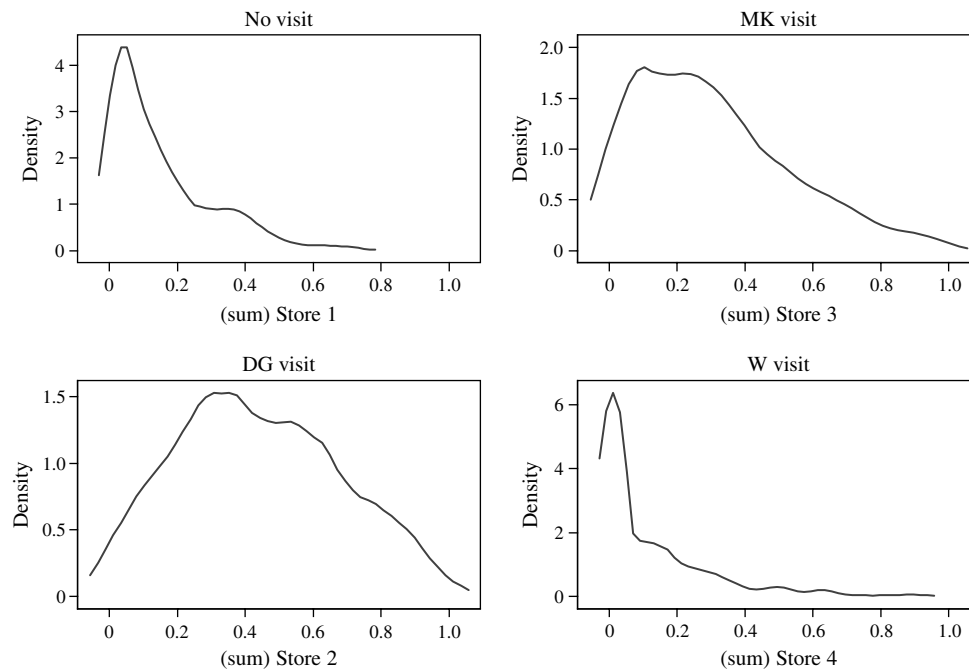 No visit
Density
4
3
2
1
0
0 0.2 0.4 0.6 0.8 1.0
(sum) Store 1
MK visit
Density
2.0
1.5
1.0
0.5
0
0 0.2 0.4 0.6 0.8 1.0
(sum) Store 3
DG visit
Density
1.5
1.0
0.5
0
0 0.2 0.4 0.6 0.8 1.0
(sum) Store 2
W visit
Density
6
4
2
0
0 0.2 0.4 0.6 0.8 1.0
(sum) Store 4